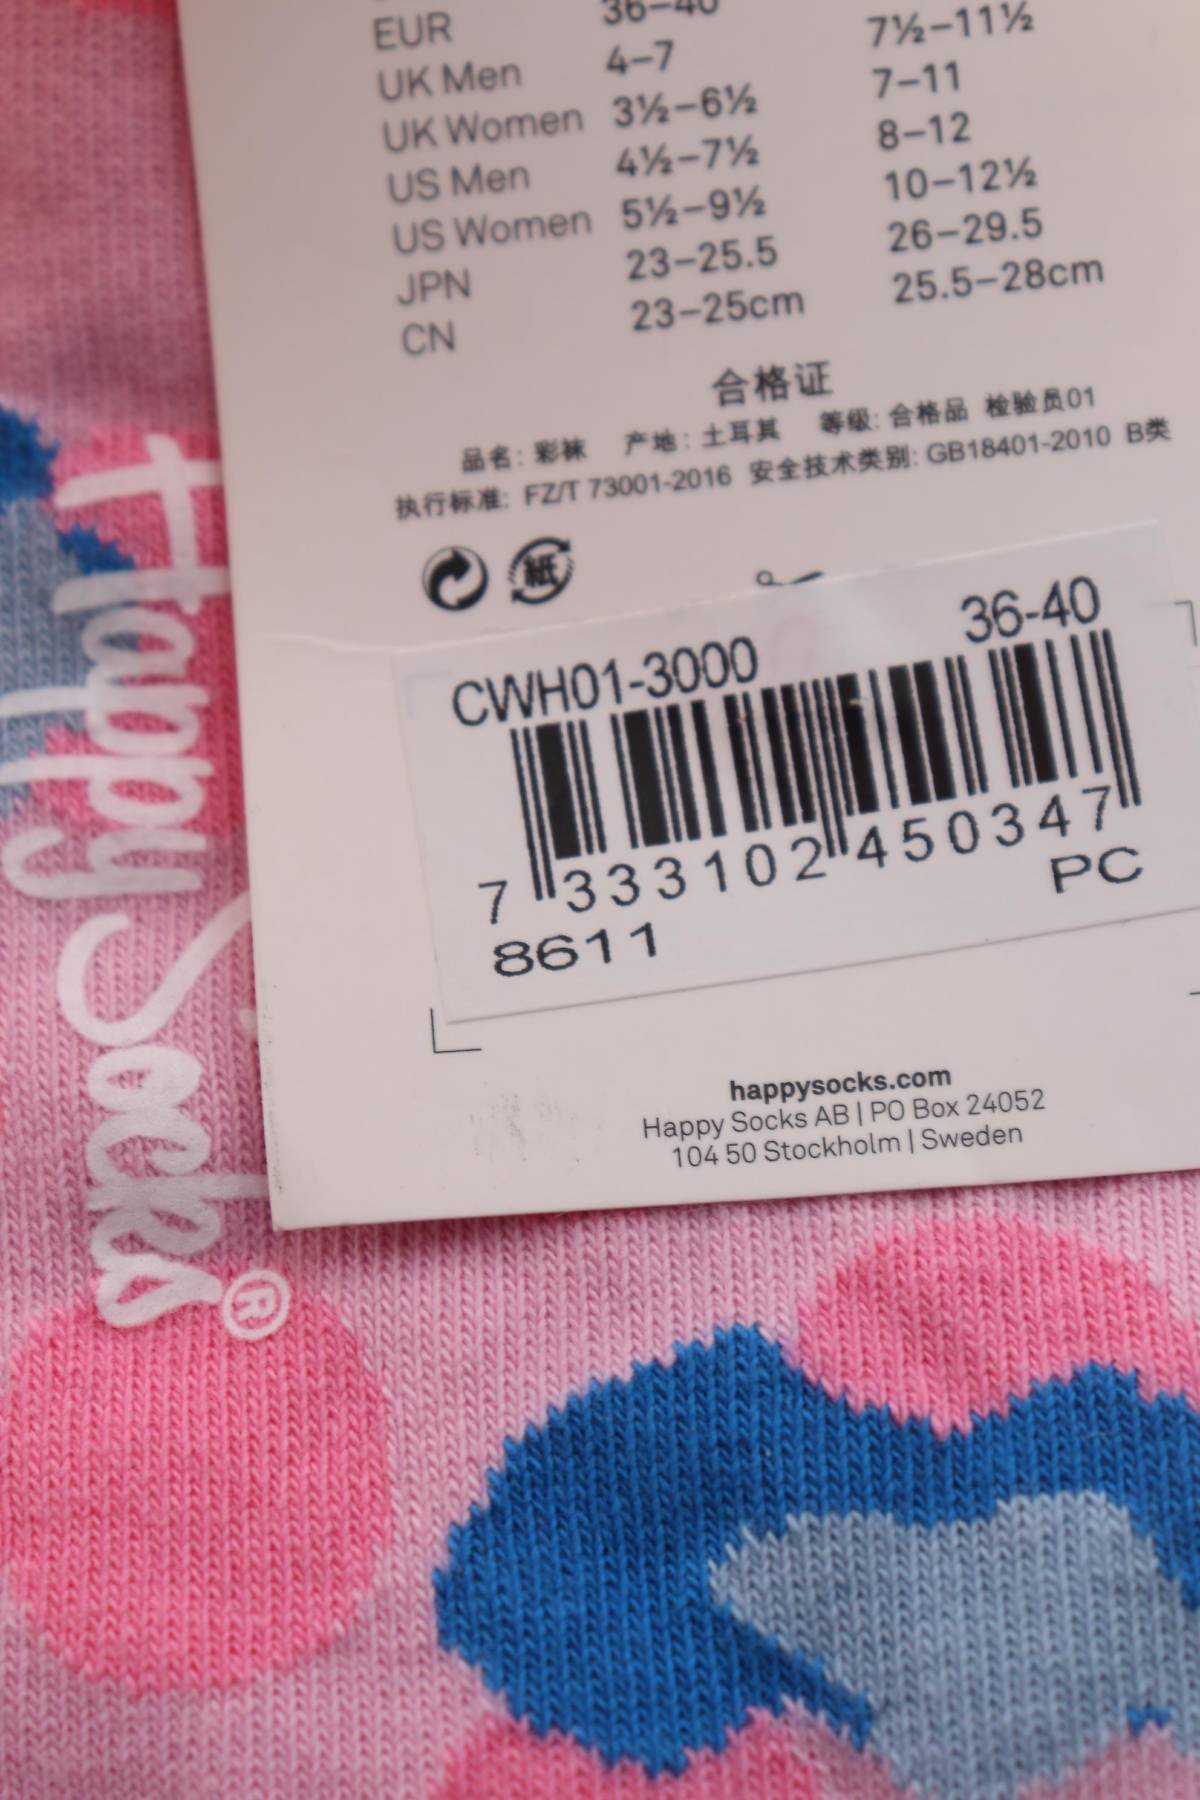 EUR 36–40
UK Men 4–7 7½–11½
UK Women 3½–6½ 7–11
US Men 4½–7½ 8–12
US Women 5½–9½ 10–12½
JPN 23–25.5 26–29.5
CN 23–25cm 25.5–28cm
合格证
品名: 彩袜 产地: 土耳其 等级: 合格品 检验员01
执行标准: FZ/T 73001-2016 安全技术类别: GB18401-2010 B类
紙
CWH01-3000 36-40
7 333102 450347
8611 PC
happysocks.com
Happy Socks AB | PO Box 24052
104 50 Stockholm | Sweden
Happy Socks®